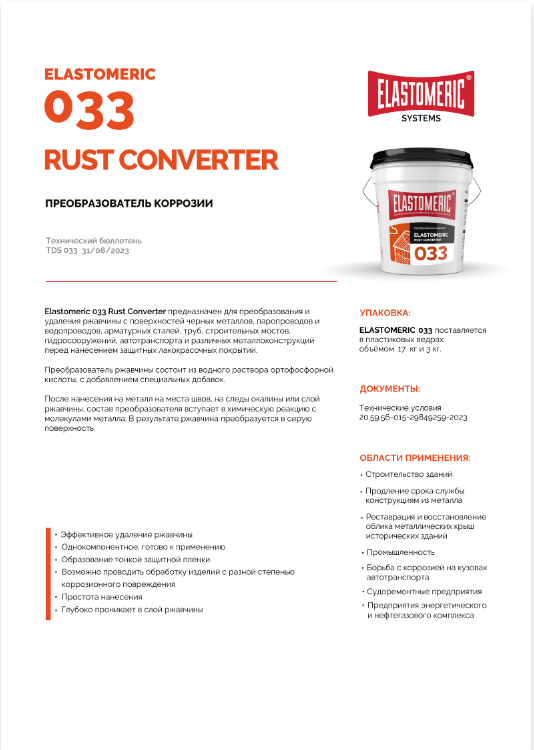 ELASTOMERIC
033
RUST CONVERTER
ПРЕОБРАЗОВАТЕЛЬ КОРРОЗИИ
Технический бюллетень
TDS 033 31/08/2023
ELASTOMERIC®
SYSTEMS
ELASTOMERIC®
ELASTOMERIC
RUST CONVERTER
033
Elastomeric 033 Rust Converter предназначен для преобразования и
удаления ржавчины с поверхностей черных металлов, паропроводов и
водопроводов, арматурных сталей, труб, строительных мостов,
гидросооружений, автотранспорта и различных металлоконструкций
перед нанесением защитных лакокрасочных покрытий.
Преобразователь ржавчины состоит из водного раствора ортофосфорной
кислоты, с добавлением специальных добавок.
После нанесения на металл на места швов, на следы окалины или слой
ржавчины, состав преобразователя вступает в химическую реакцию с
молекулами металла. В результате ржавчина преобразуется в серую
поверхность.
• Эффективное удаление ржавчины
• Однокомпонентное, готово к применению
• Образование тонкой защитной пленки
• Возможно проводить обработку изделий с разной степенью
коррозионного повреждения
• Простота нанесения
• Глубоко проникает в слой ржавчины
УПАКОВКА:
ELASTOMERIC 033 поставляется
в пластиковых ведрах
объёмом 17 кг и 3 кг.
ДОКУМЕНТЫ:
Технические условия
20.59.56-015-29849259-2023
ОБЛАСТИ ПРИМЕНЕНИЯ:
• Строительство зданий
• Продление срока службы
конструкциям из металла
• Реставрация и восстановление
облика металлических крыш
исторических зданий
• Промышленность
• Борьба с коррозией на кузовах
автотранспорта
• Судоремонтные предприятия
• Предприятия энергетического
и нефтегазового комплекса